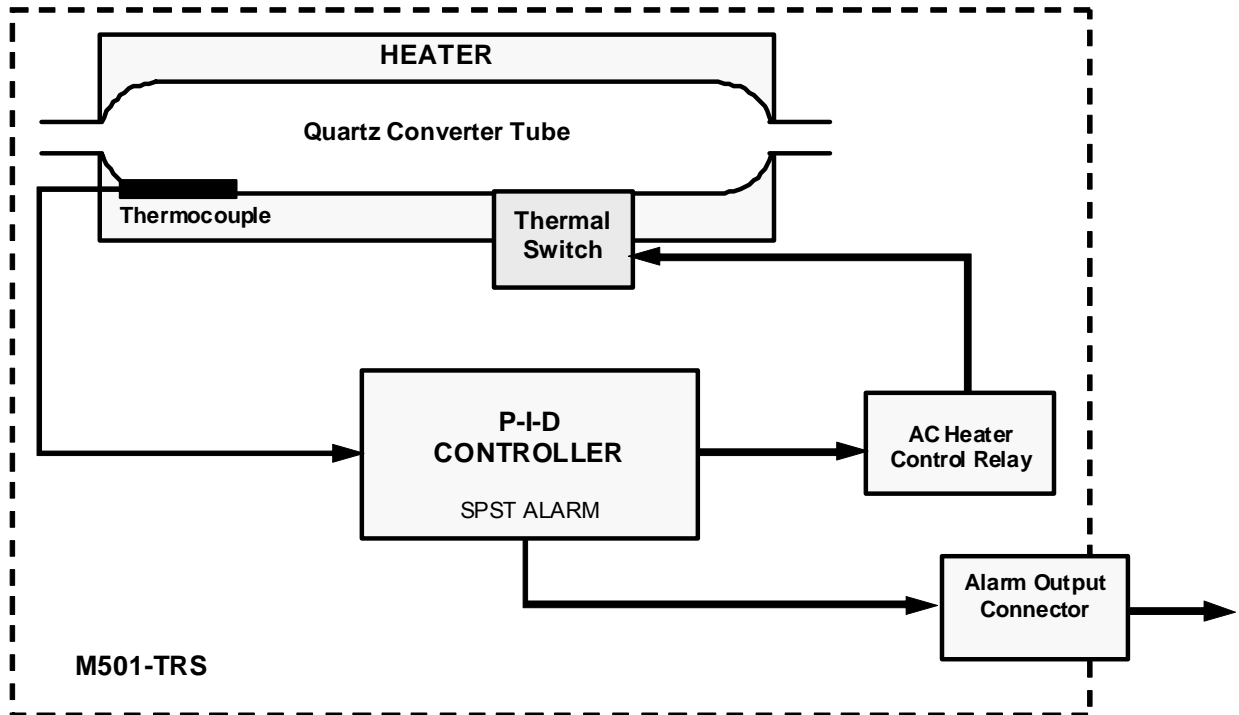 HEATER
Quartz Converter Tube
Thermocouple
Thermal
Switch
P-I-D
CONTROLLER
SPST ALARM
AC Heater
Control Relay
Alarm Output
Connector
M501-TRS